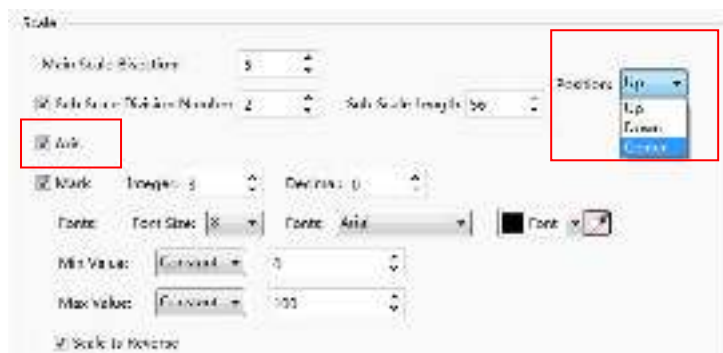 Scale
Main Scale Division: 5
Position: Up
Sub Scale Division Number 2 Sub Scale Length 50
Up
Down
Center
Axis
Mark Integer: 3 Decimal: 0
Fonts: Font Size: 8 Fonts: Arial Font
Min Value: Constant 0
Max Value: Constant 100
Scale to Reverse